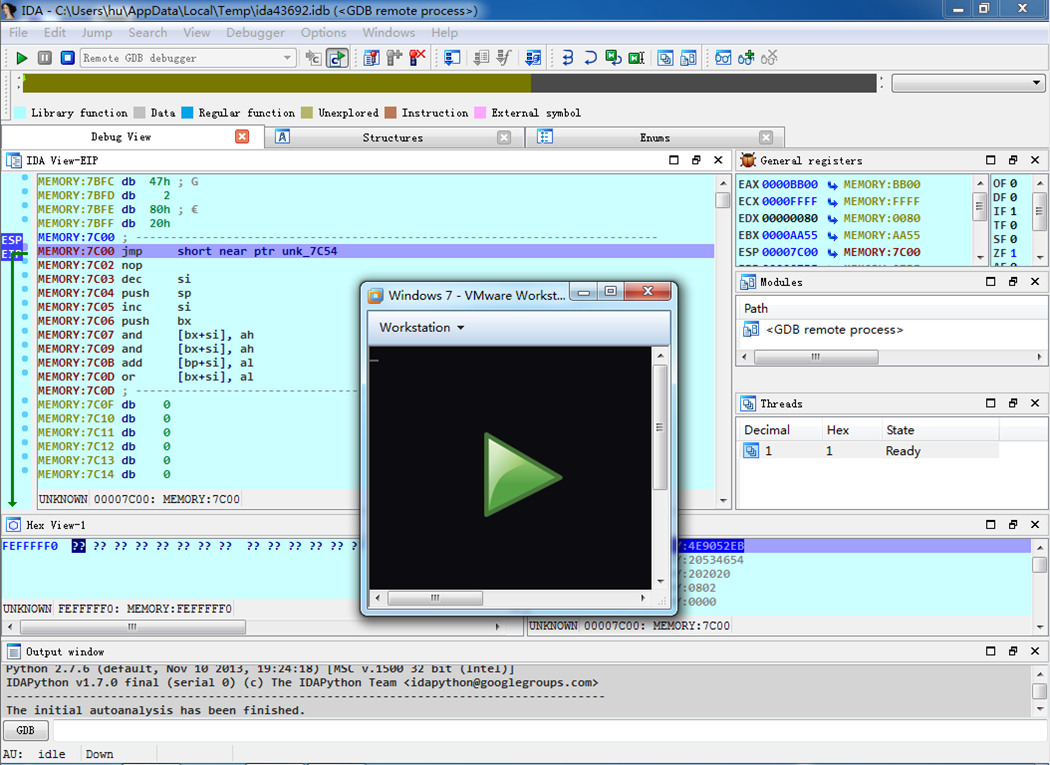 IDA - C:\Users\hu\AppData\Local\Temp\ida43692.idb (<GDB remote process>)
File Edit Jump Search View Debugger Options Windows Help
Remote GDB debugger
Library function Data Regular function Unexplored Instruction External symbol
Debug View Structures Enums
IDA View-EIP
MEMORY:7BFC db 47h ; G
MEMORY:7BFD db 2
MEMORY:7BFE db 80h ; €
MEMORY:7BFF db 20h
MEMORY:7C00 ; ---------------------------------------------------------------------------
ESP
MEMORY:7C00 jmp short near ptr unk_7C54
MEMORY:7C02 nop
MEMORY:7C03 dec si
MEMORY:7C04 push sp
MEMORY:7C05 inc si
MEMORY:7C06 push bx
MEMORY:7C07 and [bx+si], ah
MEMORY:7C09 and [bx+si], ah
MEMORY:7C0B add [bp+si], al
MEMORY:7C0D or [bx+si], al
MEMORY:7C0D ; --------------------------------
MEMORY:7C0F db 0
MEMORY:7C10 db 0
MEMORY:7C11 db 0
MEMORY:7C12 db 0
MEMORY:7C13 db 0
MEMORY:7C14 db 0
UNKNOWN 00007C00: MEMORY:7C00
General registers
EAX 0000BB00 MEMORY:BB00
ECX 0000FFFF MEMORY:FFFF
EDX 00000080 MEMORY:0080
EBX 0000AA55 MEMORY:AA55
ESP 00007C00 MEMORY:7C00
OF 0
DF 0
IF 1
TF 0
SF 0
ZF 1
Modules
Path
<GDB remote process>
Threads
Decimal Hex State
1 1 Ready
Windows 7 - VMware Workst...
Workstation
Hex View-1
FEFFFFF0 ?? ?? ?? ?? ?? ?? ?? ?? ?? ?? ?? ?? ?? ?
UNKNOWN FEFFFFF0: MEMORY:FEFFFFF0
:4E9052EB
:20534654
:202020
:0802
:0000
UNKNOWN 00007C00: MEMORY:7C00
Output window
Python 2.7.6 (default, Nov 10 2013, 19:24:18) [MSC v.1500 32 bit (Intel)]
IDAPython v1.7.0 final (serial 0) (c) The IDAPython Team <idapython@googlegroups.com>
---------------------------------------------------------------------------------
The initial autoanalysis has been finished.
GDB
AU: idle Down